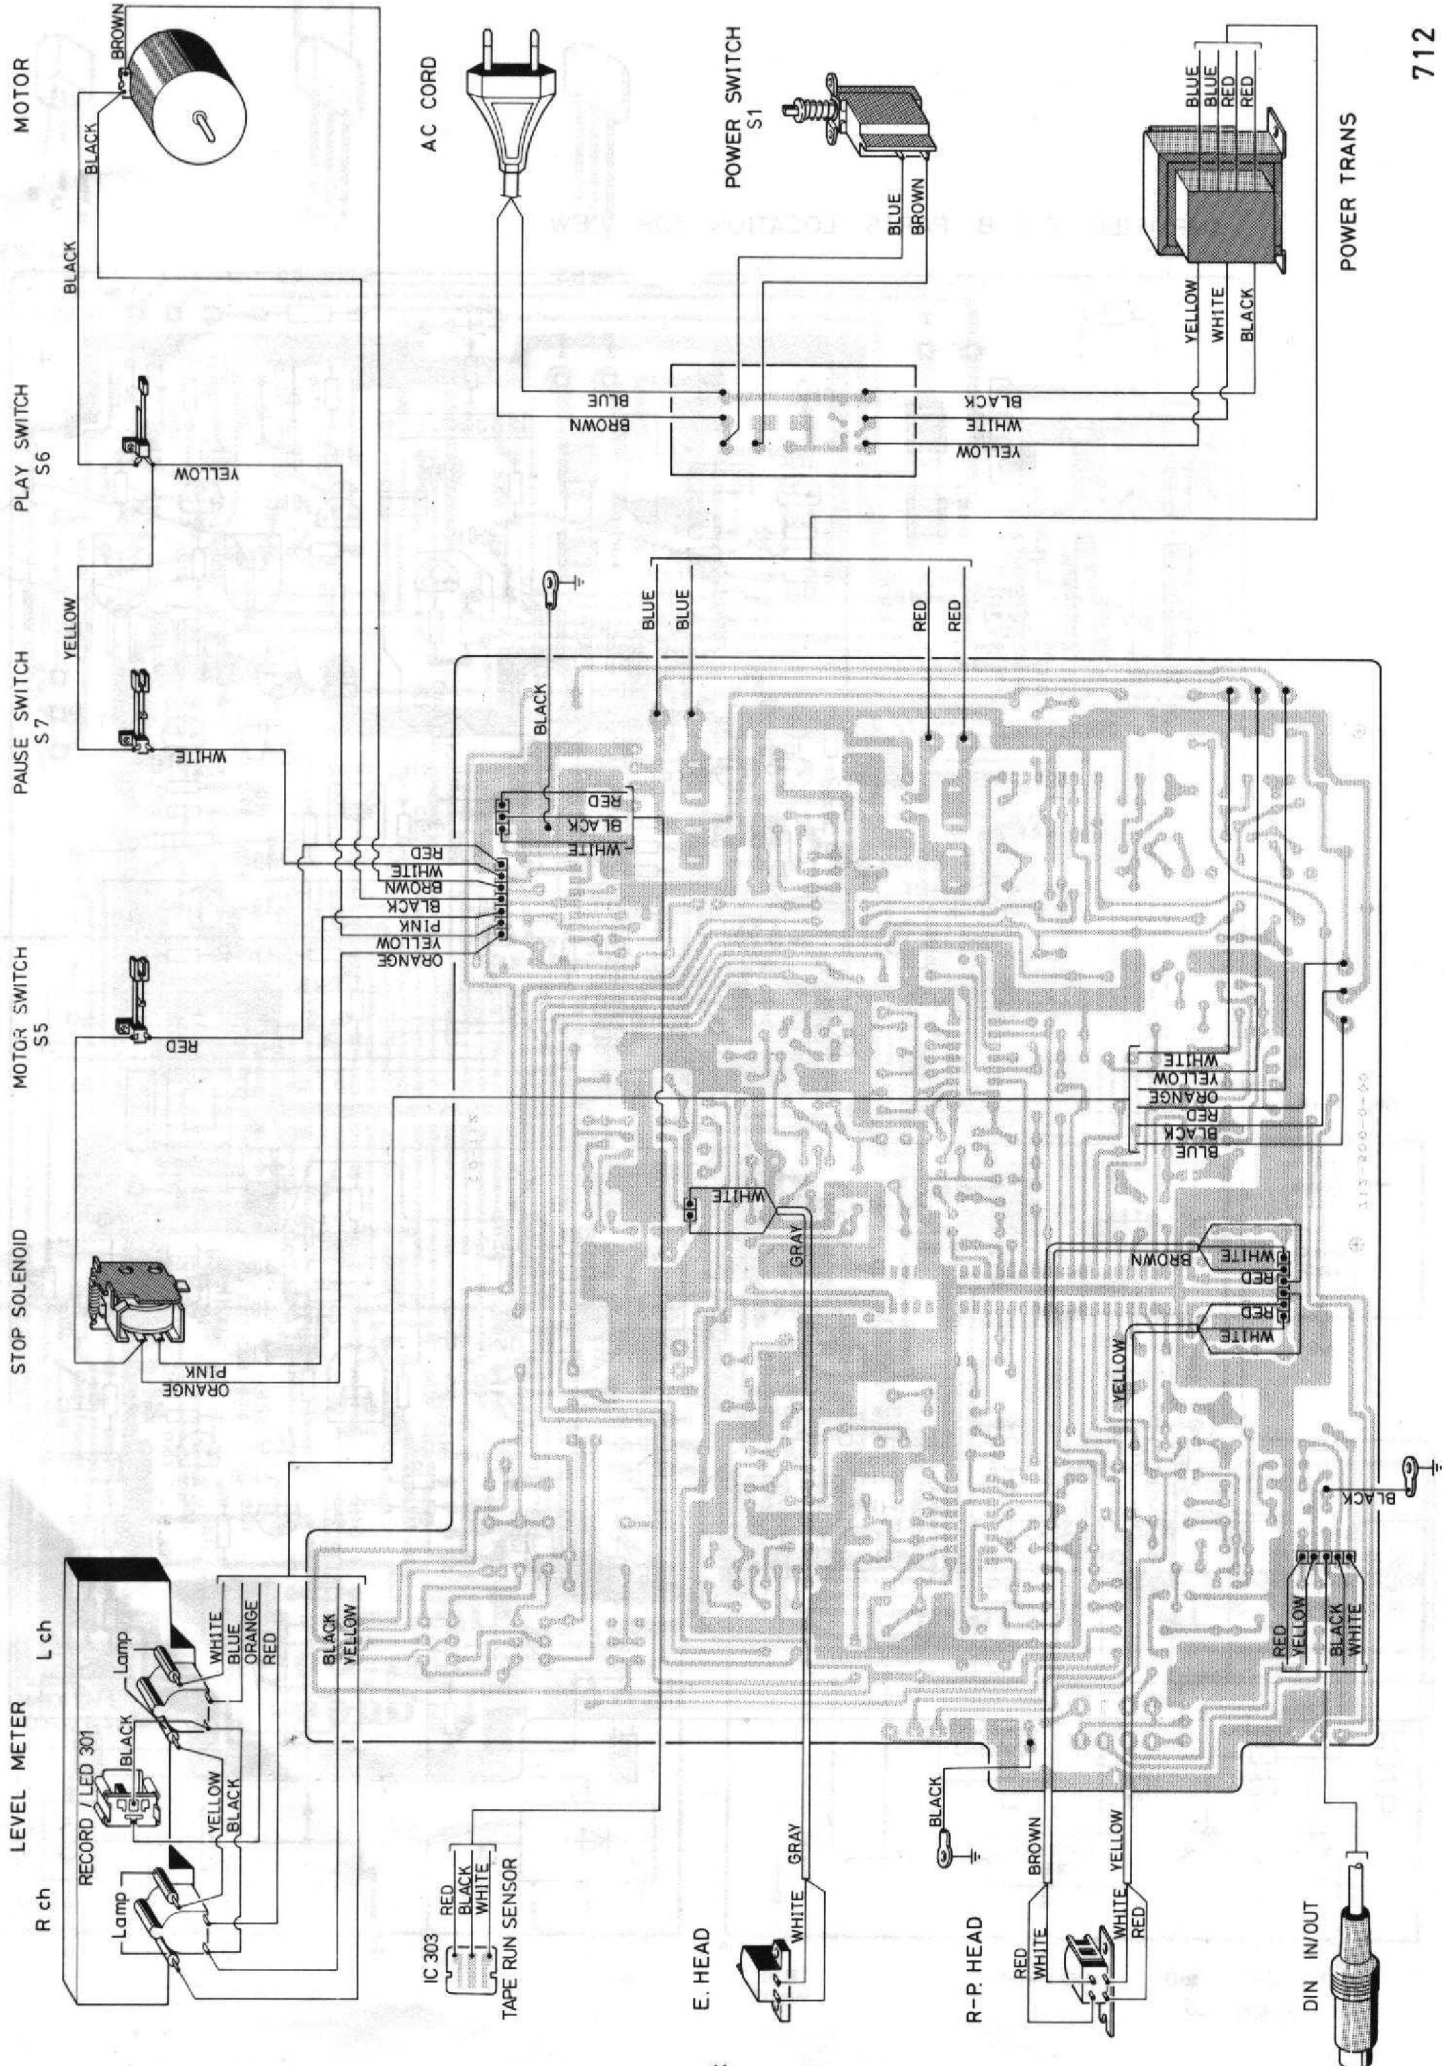 MOTOR
BROWN
BLACK
BLACK
PLAY SWITCH
S6
YELLOW
YELLOW
PAUSE SWITCH
S7
WHITE
MOTOR SWITCH
S5
RED
STOP SOLENOID
PINK
ORANGE
LEVEL METER
L ch
R ch
RECORD / LED 301
Lamp
Lamp
BLACK
YELLOW
BLACK
WHITE
BLUE
ORANGE
RED
BLACK
YELLOW
AC CORD
POWER SWITCH
S1
BLUE
BROWN
BLUE
BROWN
POWER TRANS
BLUE
BLUE
RED
RED
YELLOW
WHITE
BLACK
BLACK
WHITE
YELLOW
BLUE
BLUE
RED
RED
BLACK
RED
BLACK
WHITE
RED
WHITE
BROWN
BLACK
PINK
YELLOW
ORANGE
WHITE
YELLOW
ORANGE
RED
BLACK
BLUE
WHITE
GRAY
BROWN
WHITE
RED
RED
WHITE
YELLOW
BLACK
RED
YELLOW
BLACK
WHITE
IC 303
RED
BLACK
WHITE
TAPE RUN SENSOR
E. HEAD
WHITE
GRAY
BLACK
R-P. HEAD
RED
WHITE
BROWN
WHITE
RED
YELLOW
DIN IN/OUT
712